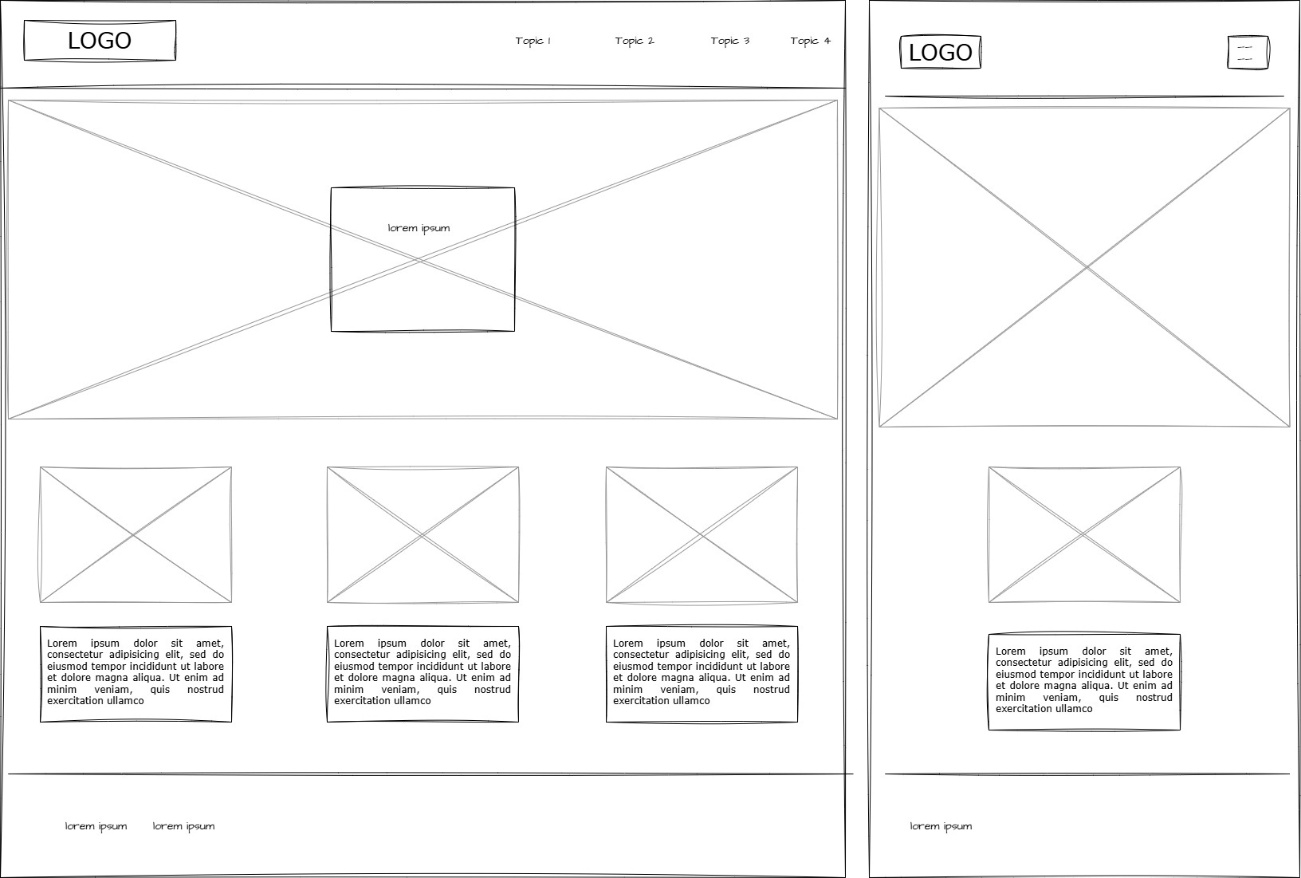 LOGO
Topic 1 Topic 2 Topic 3 Topic 4
lorem ipsum
Lorem ipsum dolor sit amet,
consectetur adipisicing elit, sed do
eiusmod tempor incididunt ut labore
et dolore magna aliqua. Ut enim ad
minim veniam, quis nostrud
exercitation ullamco
Lorem ipsum dolor sit amet,
consectetur adipisicing elit, sed do
eiusmod tempor incididunt ut labore
et dolore magna aliqua. Ut enim ad
minim veniam, quis nostrud
exercitation ullamco
Lorem ipsum dolor sit amet,
consectetur adipisicing elit, sed do
eiusmod tempor incididunt ut labore
et dolore magna aliqua. Ut enim ad
minim veniam, quis nostrud
exercitation ullamco
lorem ipsum lorem ipsum
LOGO
Lorem ipsum dolor sit amet,
consectetur adipisicing elit, sed do
eiusmod tempor incididunt ut labore
et dolore magna aliqua. Ut enim ad
minim veniam, quis nostrud
exercitation ullamco
lorem ipsum